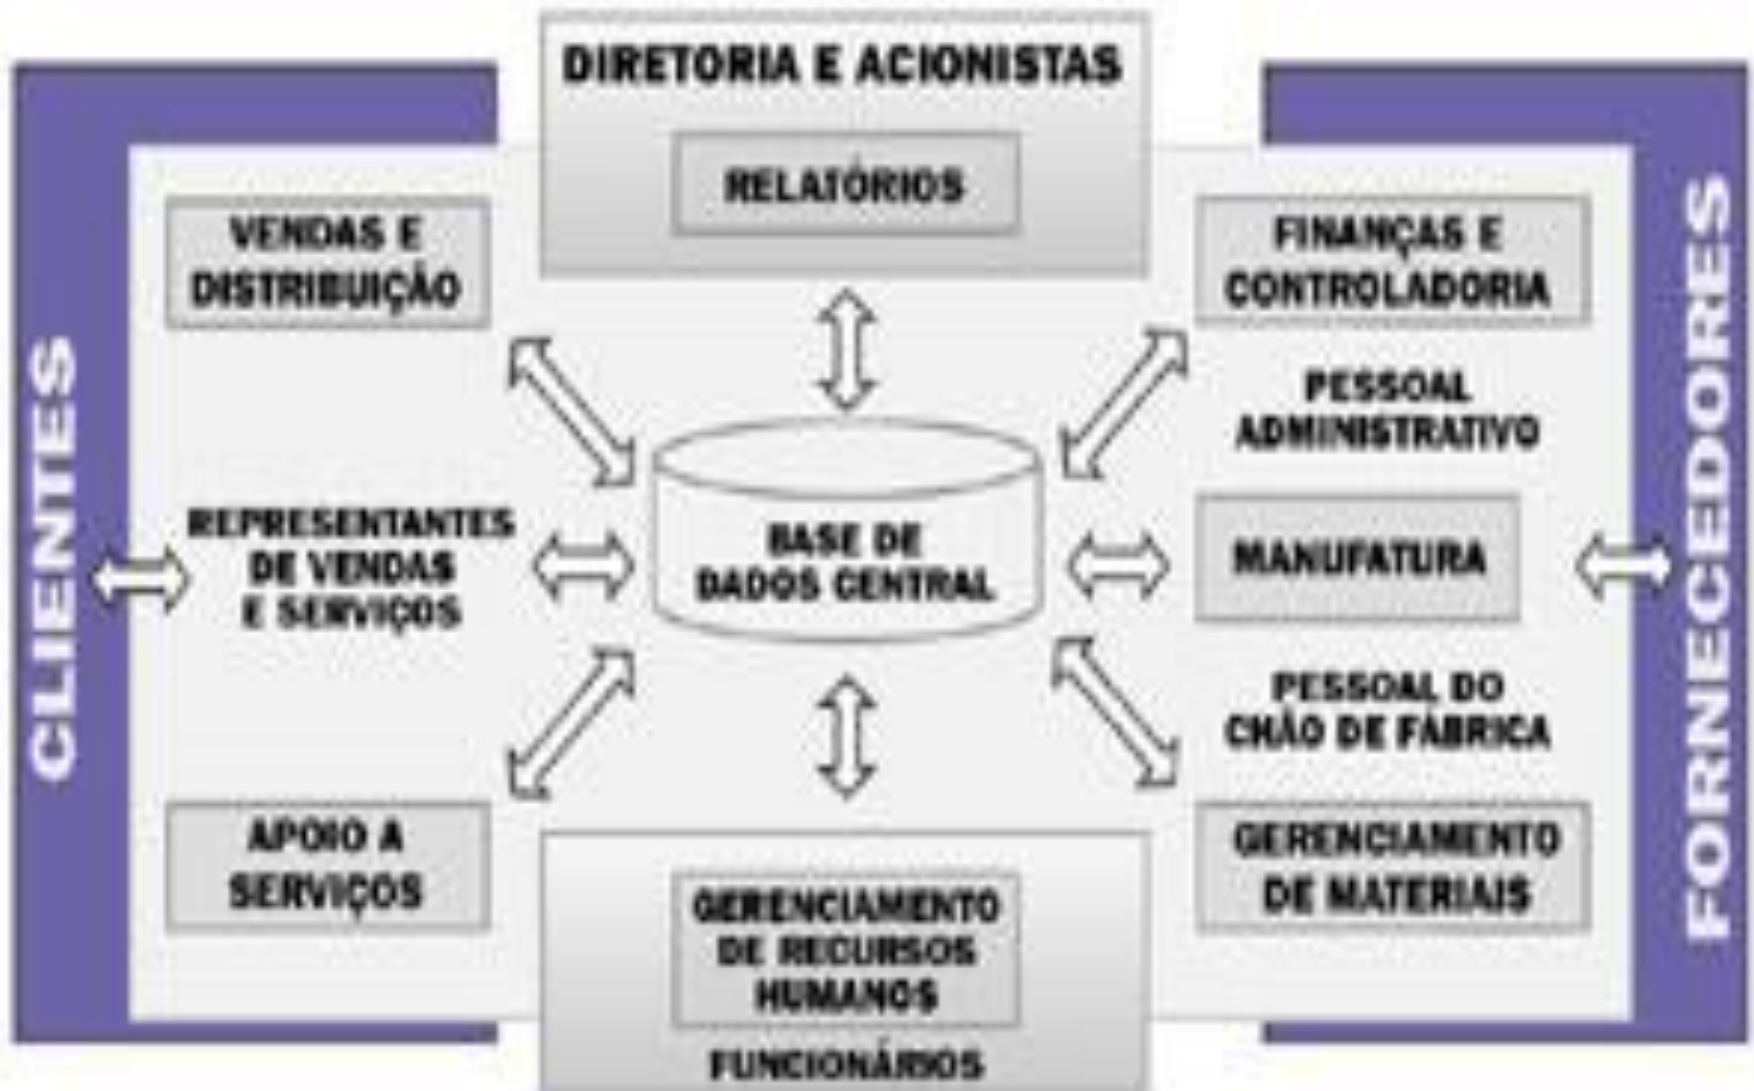 DIRETORIA E ACIONISTAS
RELATÓRIOS
CLIENTES
VENDAS E
DISTRIBUIÇÃO
REPRESENTANTES
DE VENDAS
E SERVIÇOS
APOIO A
SERVIÇOS
BASE DE
DADOS CENTRAL
GERENCIAMENTO
DE RECURSOS
HUMANOS
FUNCIONÁRIOS
FINANÇAS E
CONTROLADORIA
PESSOAL
ADMINISTRATIVO
MANUFATURA
PESSOAL DO
CHÃO DE FÁBRICA
GERENCIAMENTO
DE MATERIAIS
FORNECEDORES